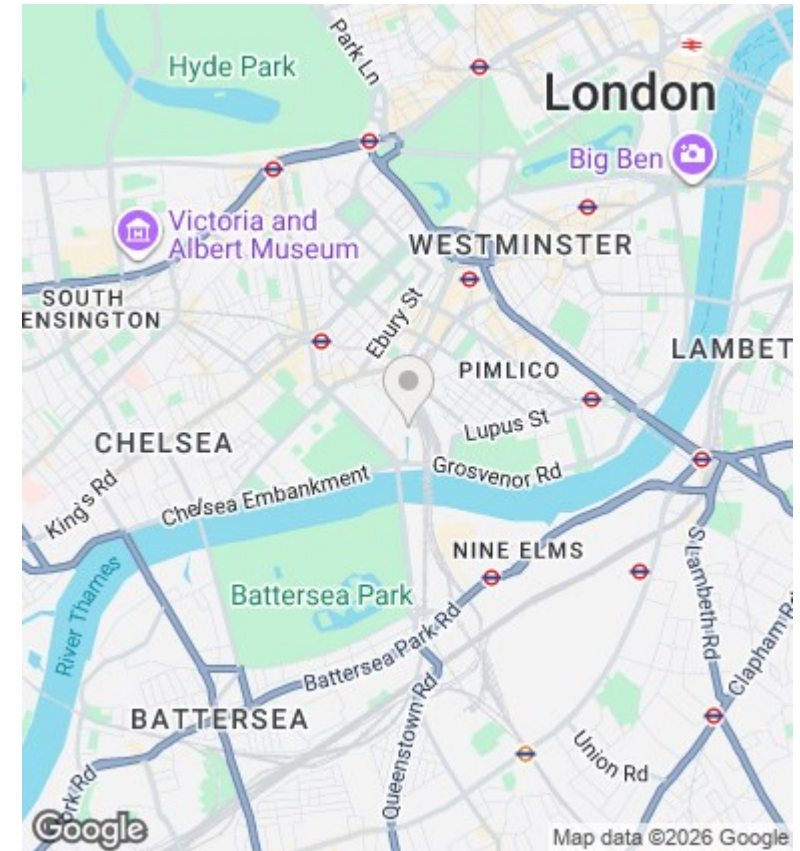 Park Ln
Hyde Park
London
Big Ben
Victoria and
Albert Museum
WESTMINSTER
SOUTH
ENSINGTON
Ebury St
LAMBET
PIMLICO
Lupus St
CHELSEA
Grosvenor Rd
King's Rd
Chelsea Embankment
NINE ELMS
River Thames
Battersea Park
S Lambeth Rd
Clapham Rd
Battersea Park Rd
BATTERSEA
Queenstown Rd
Union Rd
ork Rd
Google
Map data ©2026 Google